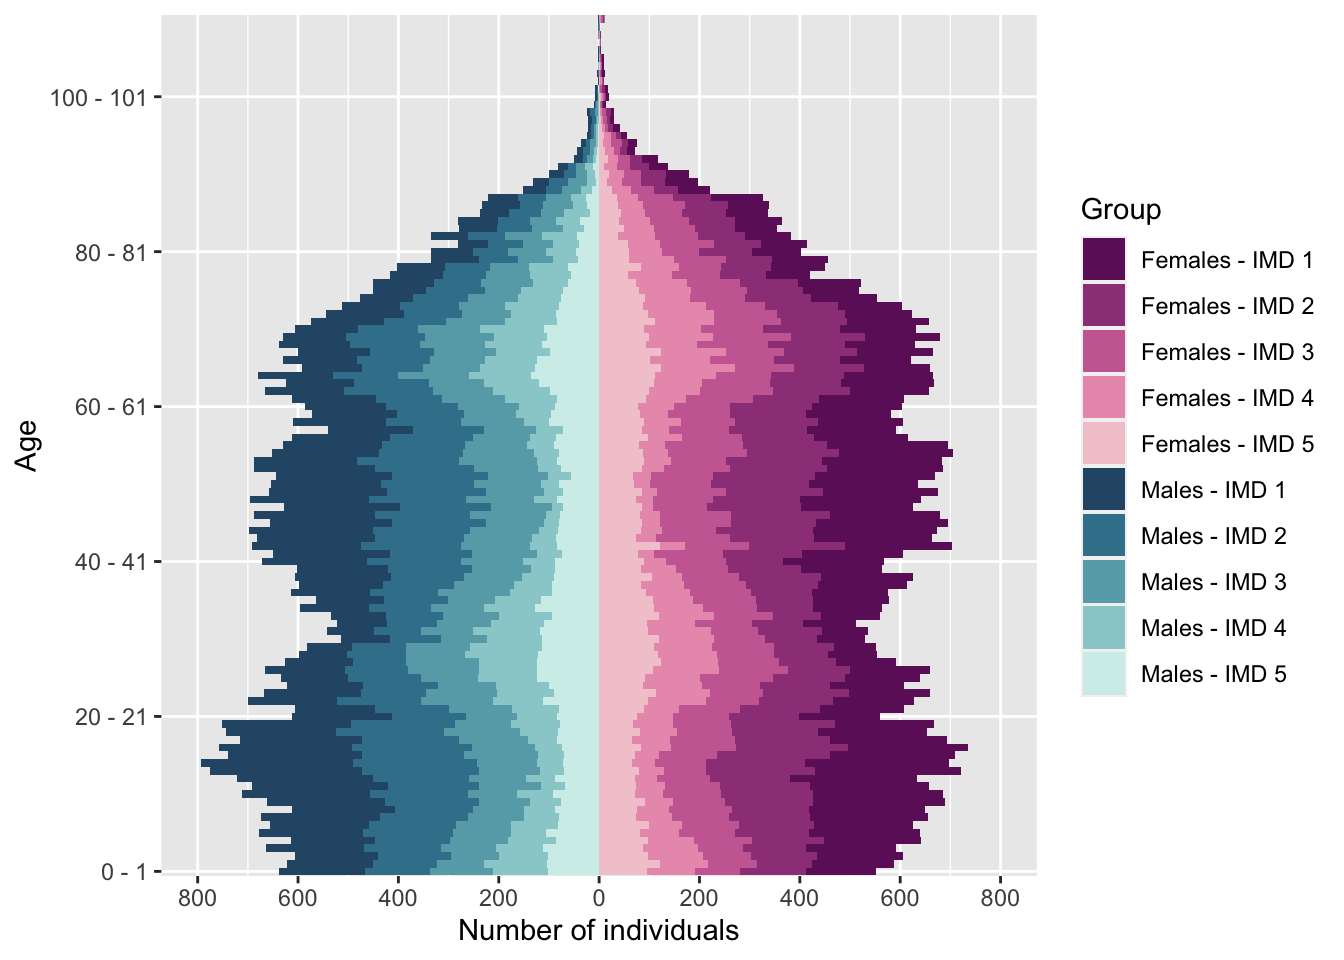 100 - 101
80 - 81
60 - 61
40 - 41
20 - 21
0 - 1
Age
800 600 400 200 0 200 400 600 800
Number of individuals
Group
Females - IMD 1
Females - IMD 2
Females - IMD 3
Females - IMD 4
Females - IMD 5
Males - IMD 1
Males - IMD 2
Males - IMD 3
Males - IMD 4
Males - IMD 5